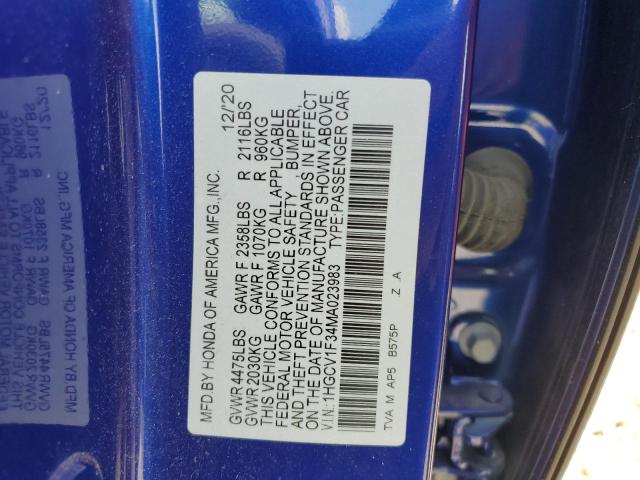 MFD.BY HONDA OF AMERICA MFG.,INC. 12/'20
GVWR 4475LBS GAWR F 2358LBS R 2116LBS
GVWR 2030KG GAWR F 1070KG R 960KG
THIS VEHICLE CONFORMS TO ALL APPLICABLE
FEDERAL MOTOR VEHICLE SAFETY , BUMPER,
AND THEFT PREVENTION STANDARDS IN EFFECT
ON THE DATE OF MANUFACTURE SHOWN ABOVE.
VIN:1HGCV1F34MA023983 TYPE:PASSENGER CAR
TVA M AP5 B575P Z A